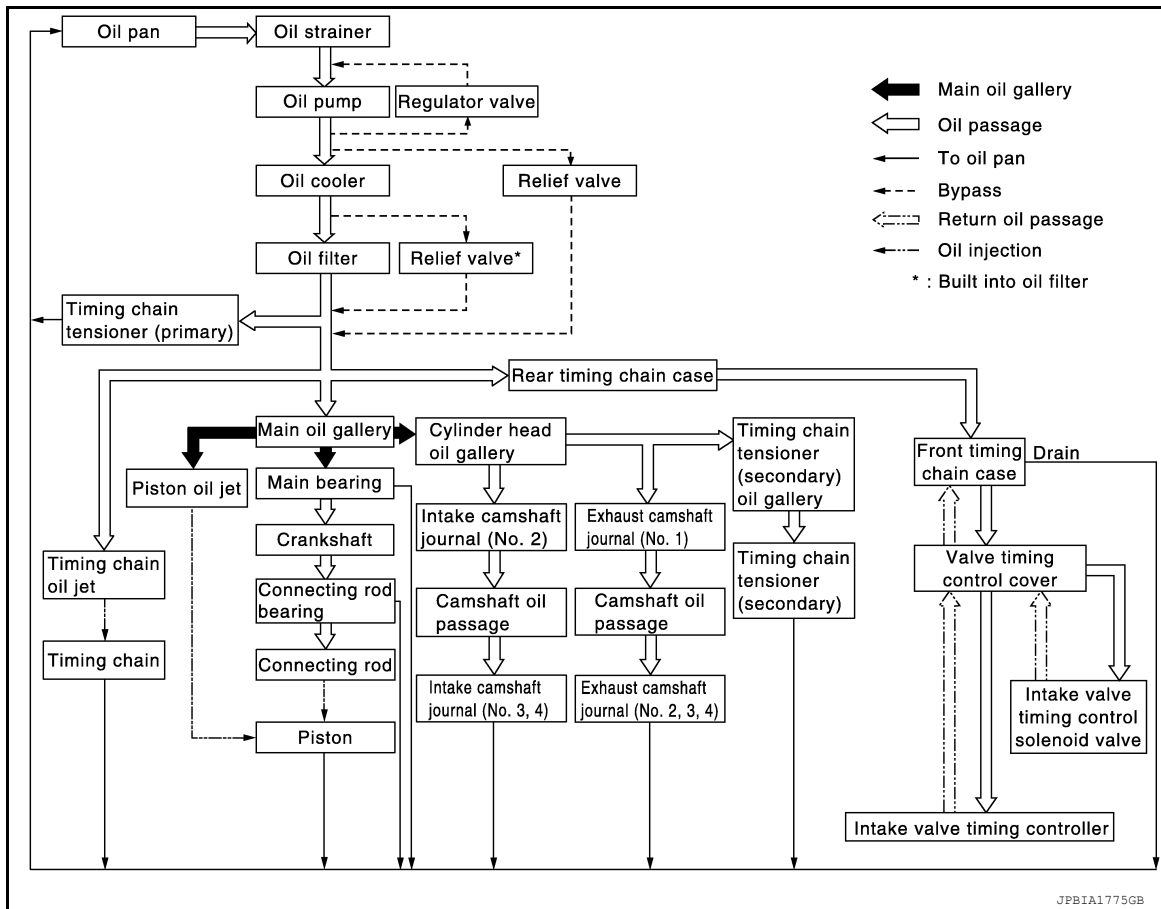 Oil pan
Oil strainer
Oil pump
Regulator valve
Oil cooler
Relief valve
Oil filter
Relief valve*
Timing chain
tensioner (primary)
Main oil gallery
Oil passage
To oil pan
Bypass
Return oil passage
Oil injection
* : Built into oil filter
Rear timing chain case
Main oil gallery
Cylinder head
oil gallery
Timing chain
tensioner
(secondary)
oil gallery
Front timing
chain case
Drain
Piston oil jet
Main bearing
Intake camshaft
journal (No. 2)
Exhaust camshaft
journal (No. 1)
Crankshaft
Timing chain
oil jet
Timing chain
tensioner
(secondary)
Valve timing
control cover
Connecting rod
bearing
Camshaft oil
passage
Camshaft oil
passage
Timing chain
Connecting rod
Intake camshaft
journal (No. 3, 4)
Exhaust camshaft
journal (No. 2, 3, 4)
Intake valve
timing control
solenoid valve
Piston
Intake valve timing controller
JPBIA1775GB